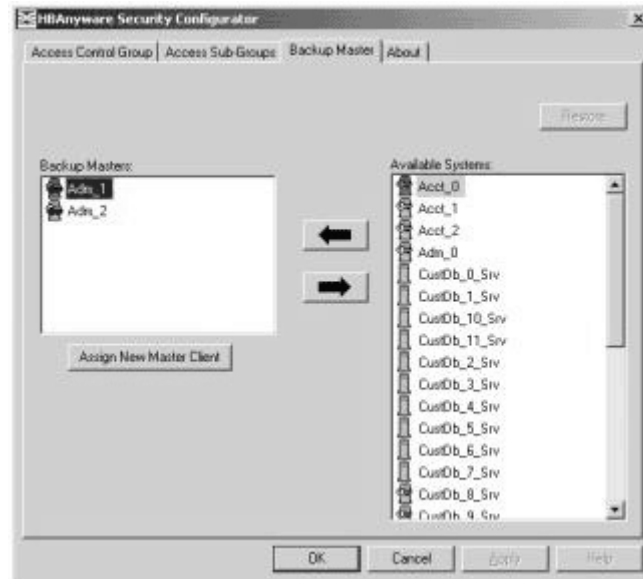 HBAnyware Security Configurator
Access Control Group
Access Sub-Groups
Backup Master
About
Restore
Backup Masters:
Adm_1
Adm_2
Assign New Master Client
Available Systems:
Acct_0
Acct_1
Acct_2
Adm_0
CustDb_0_Srv
CustDb_1_Srv
CustDb_10_Srv
CustDb_11_Srv
CustDb_2_Srv
CustDb_3_Srv
CustDb_4_Srv
CustDb_5_Srv
CustDb_6_Srv
CustDb_7_Srv
CustDb_8_Srv
CustDb_9_Srv
OK
Cancel
Apply
Help